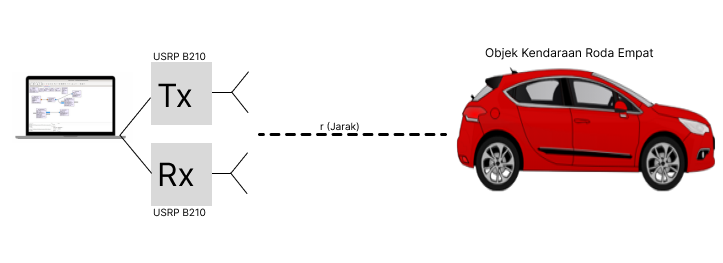 USRP B210
Tx
Objek Kendaraan Roda Empat
r (Jarak)
Rx
USRP B210